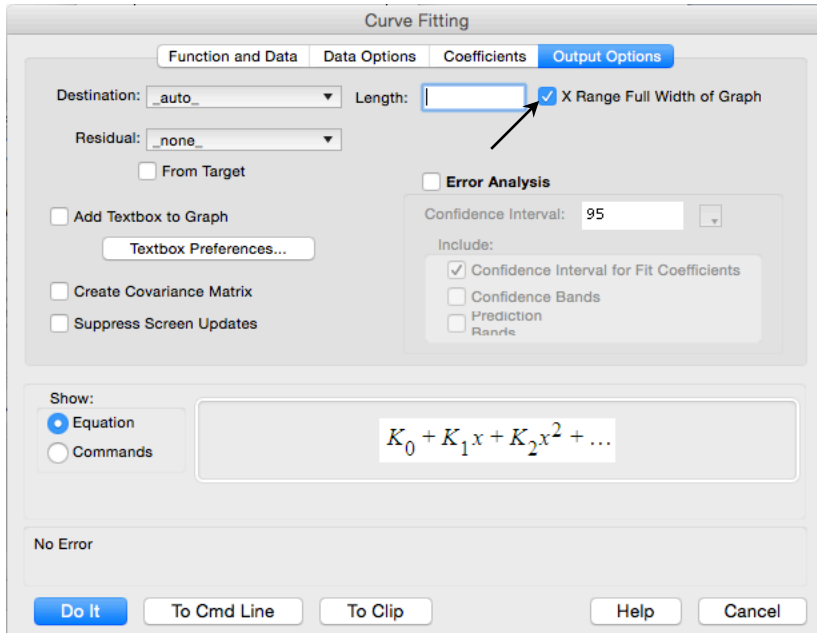 Curve Fitting
Function and Data Data Options Coefficients Output Options
Destination: _auto_ Length: X Range Full Width of Graph
Residual: _none_
From Target
Error Analysis
Add Textbox to Graph
Confidence Interval: 95
Textbox Preferences...
Include:
Confidence Interval for Fit Coefficients
Create Covariance Matrix
Confidence Bands
Suppress Screen Updates
Prediction
Bands
Show:
Equation
Commands
K₀ + K₁x + K₂x² + ...
No Error
Do It To Cmd Line To Clip Help Cancel